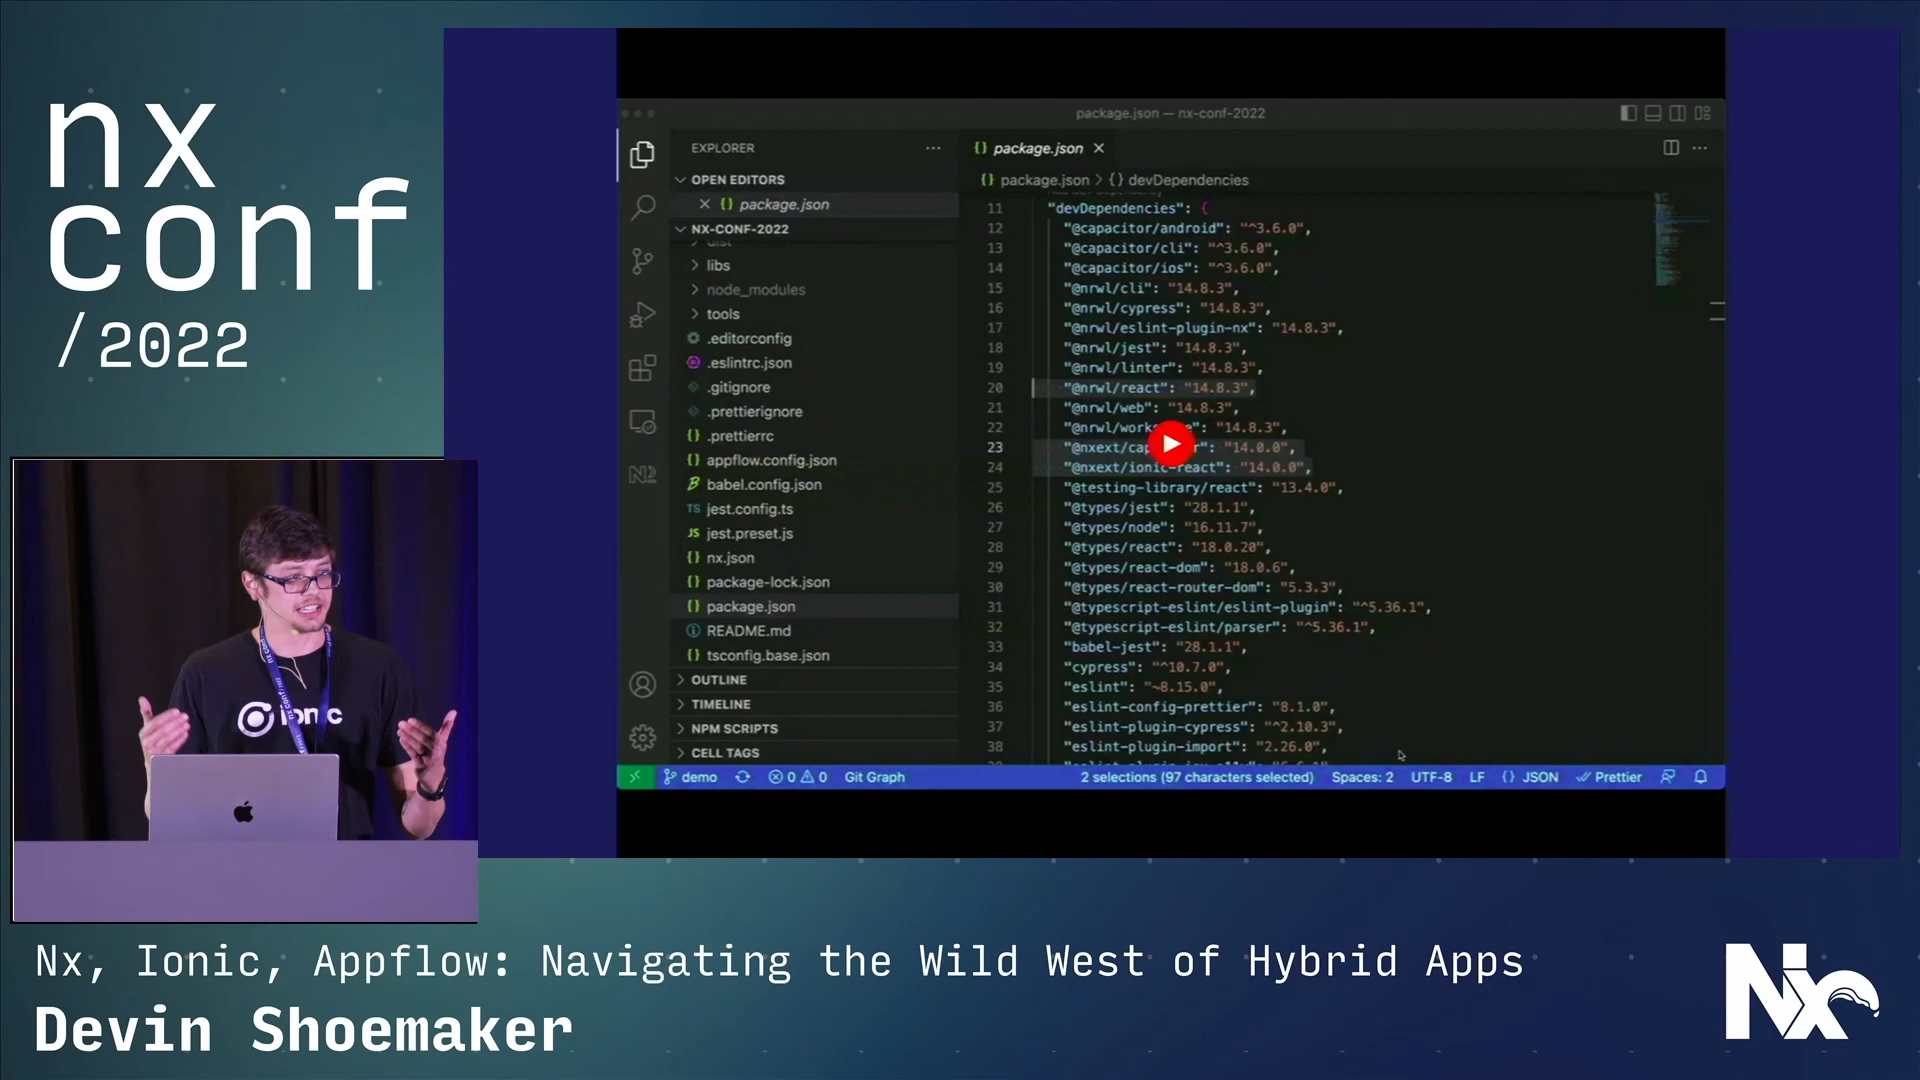 nx
conf
/2022
package.json — nx-conf-2022
EXPLORER
OPEN EDITORS
package.json
NX-CONF-2022
dist
libs
node_modules
tools
.editorconfig
.eslintrc.json
.gitignore
.prettierignore
.prettierrc
appflow.config.json
babel.config.json
TS jest.config.ts
JS jest.preset.js
nx.json
package-lock.json
package.json
README.md
tsconfig.base.json
OUTLINE
TIMELINE
NPM SCRIPTS
CELL TAGS
{} package.json
{} package.json > {} devDependencies
11 "devDependencies": {
12 "@capacitor/android": "^3.6.0",
13 "@capacitor/cli": "^3.6.0",
14 "@capacitor/ios": "^3.6.0",
15 "@nrwl/cli": "14.8.3",
16 "@nrwl/cypress": "14.8.3",
17 "@nrwl/eslint-plugin-nx": "14.8.3",
18 "@nrwl/jest": "14.8.3",
19 "@nrwl/linter": "14.8.3",
20 "@nrwl/react": "14.8.3",
21 "@nrwl/web": "14.8.3",
22 "14.8.3",
23 "14.0.0",
24 "@nxext/ionic-react": "14.0.0",
25 "@testing-library/react": "13.4.0",
26 "@types/jest": "28.1.1",
27 "@types/node": "16.11.7",
28 "@types/react": "18.0.20",
29 "@types/react-dom": "18.0.6",
30 "@types/react-router-dom": "5.3.3",
31 "@typescript-eslint/eslint-plugin": "^5.36.1",
32 "@typescript-eslint/parser": "^5.36.1",
33 "babel-jest": "28.1.1",
34 "cypress": "^10.7.0",
35 "eslint": "~8.15.0",
36 "eslint-config-prettier": "8.1.0",
37 "eslint-plugin-cypress": "^2.10.3",
38 "eslint-plugin-import": "2.26.0",
demo 0 0 Git Graph 2 selections (97 characters selected) Spaces: 2 UTF-8 LF {} JSON Prettier
ionic
nx conf
Nx, Ionic, Appflow: Navigating the Wild West of Hybrid Apps
Devin Shoemaker
Nx